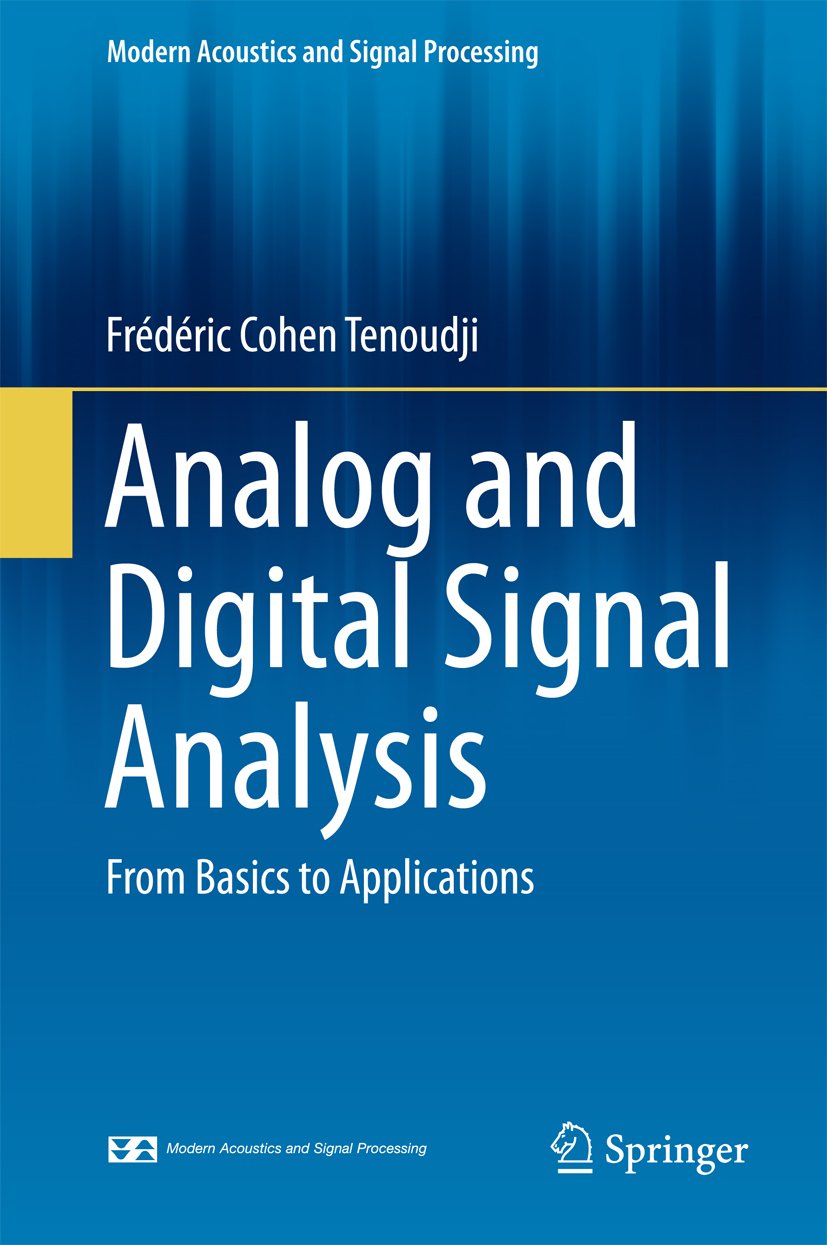 Modern Acoustics and Signal Processing
Frédéric Cohen Tenoudji
Analog and
Digital Signal
Analysis
From Basics to Applications
Modern Acoustics and Signal Processing
Springer